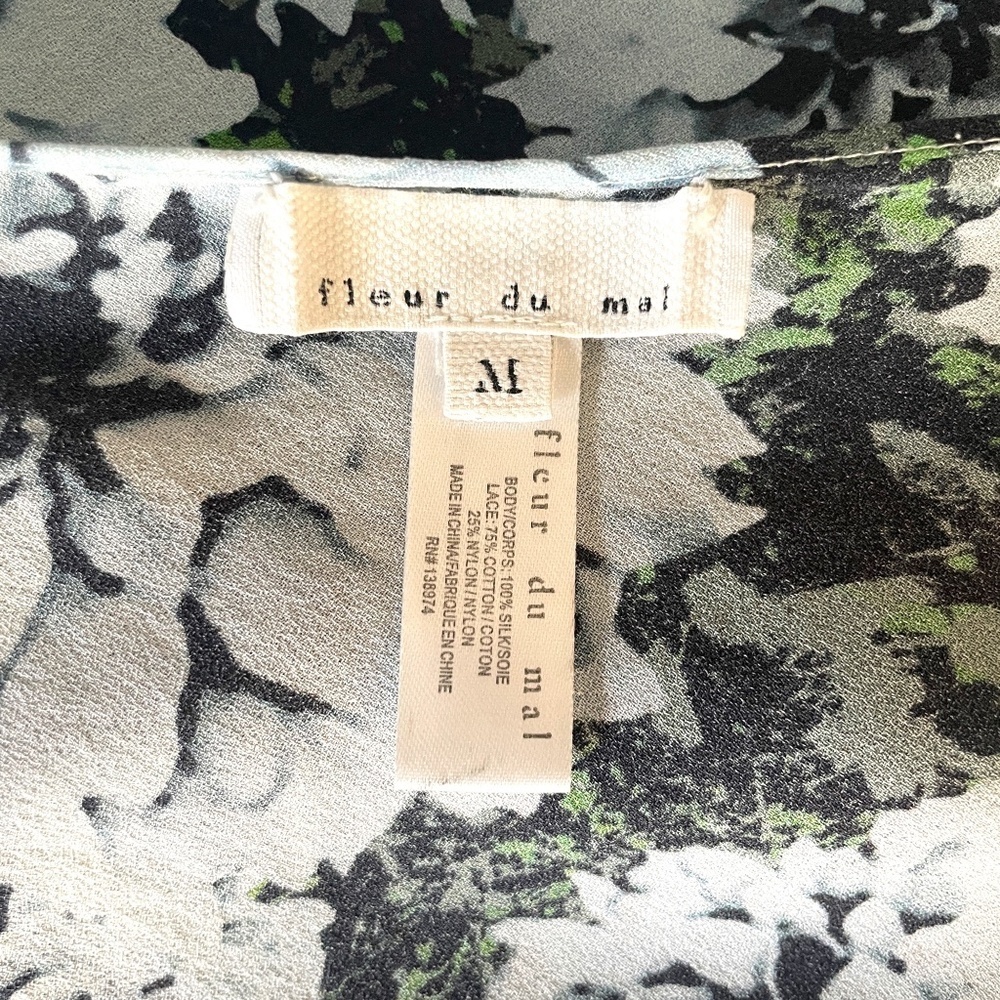 fleur du mal
M
fleur du mal
BODY/CORPS: 100% SILK/SOIE
LACE: 75% COTTON / COTON
25% NYLON / NYLON
MADE IN CHINA/FABRIQUE EN CHINE
RN# 138974